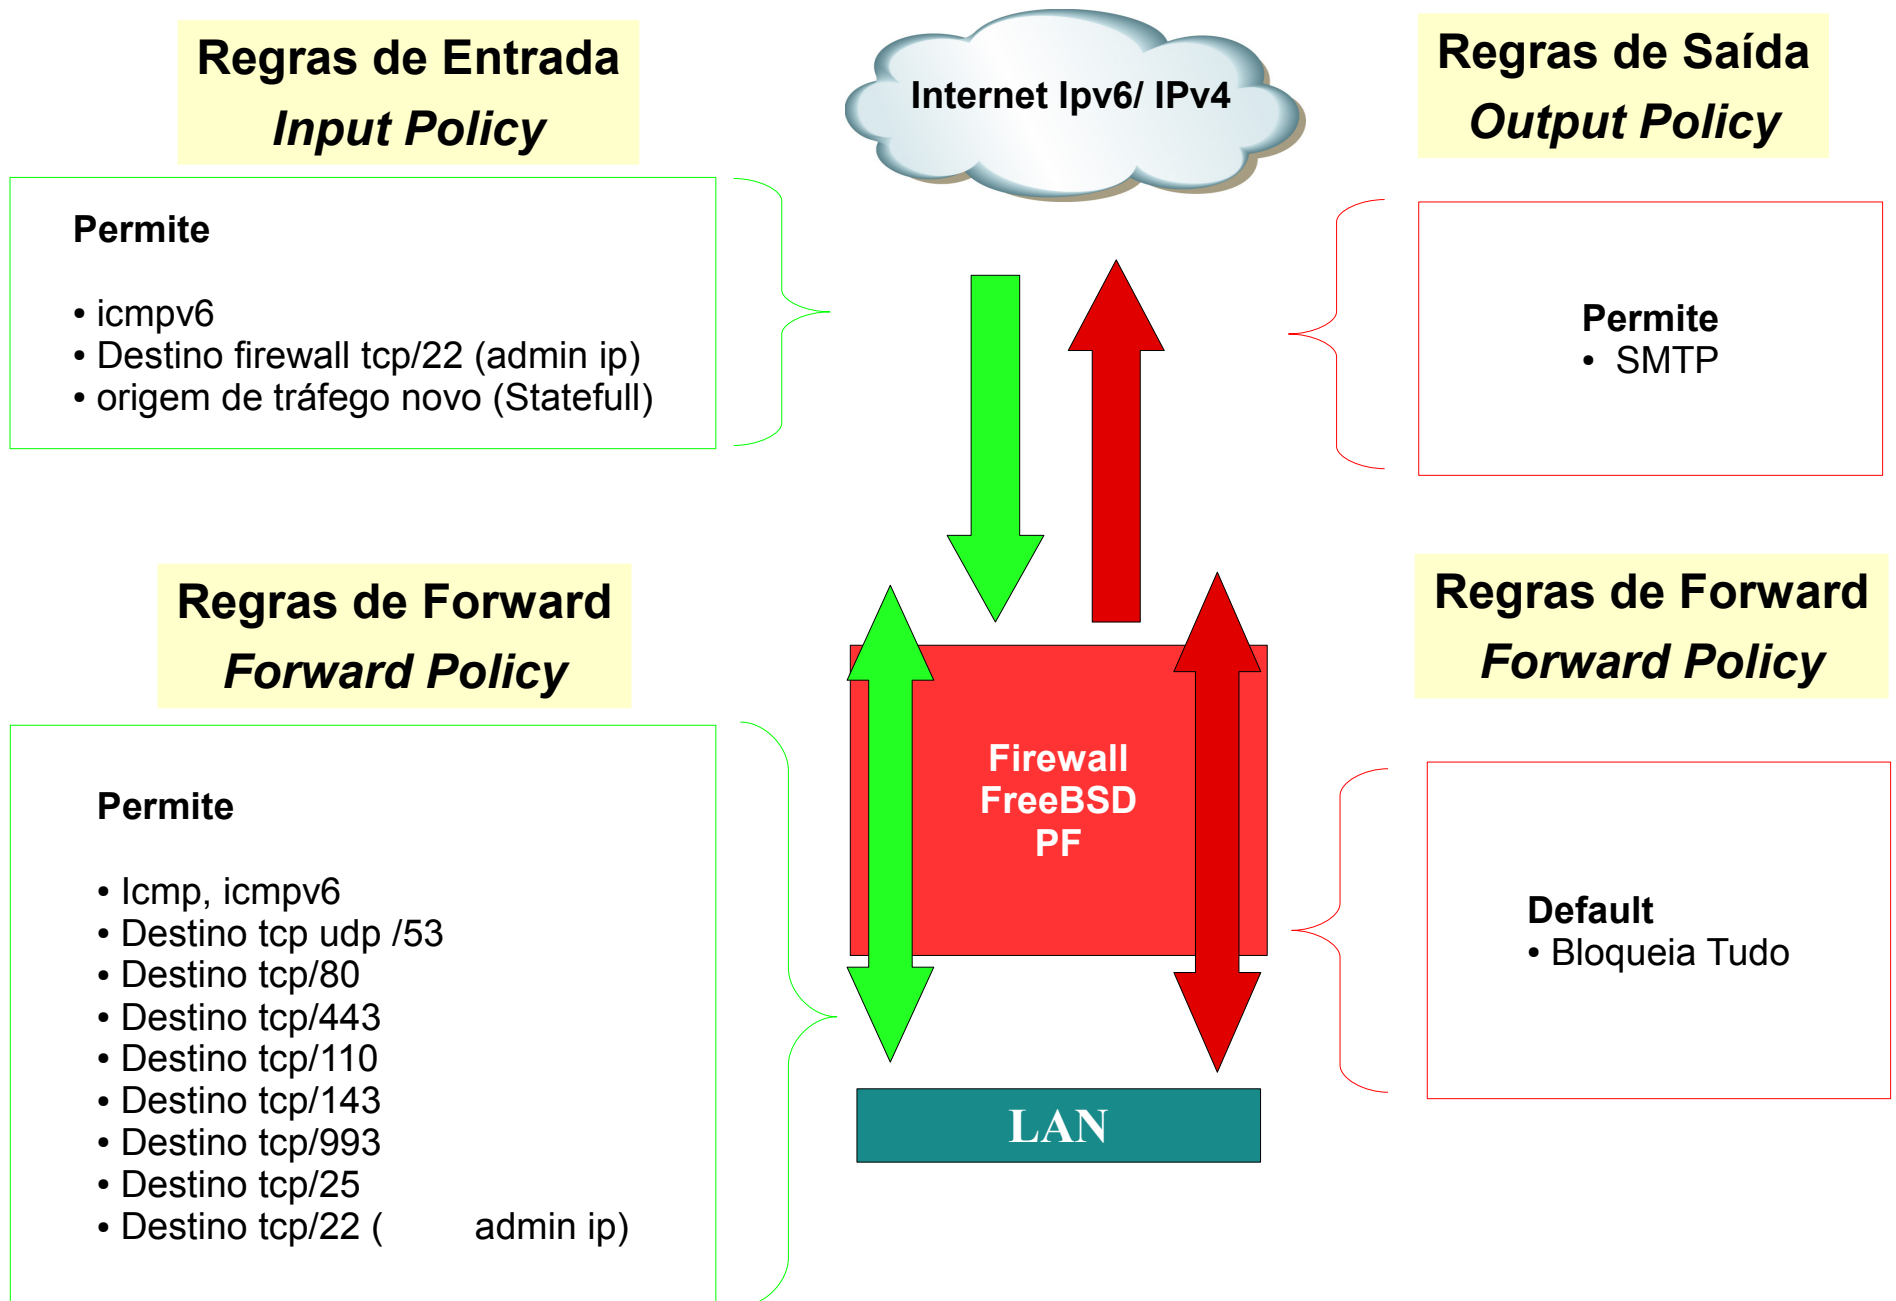 Regras de Entrada
Input Policy
Permite
• icmpv6
• Destino firewall tcp/22 (admin ip)
• origem de tráfego novo (Statefull)
Internet Ipv6/ IPv4
Regras de Saída
Output Policy
Permite
• SMTP
Regras de Forward
Forward Policy
Permite
• Icmp, icmpv6
• Destino tcp udp /53
• Destino tcp/80
• Destino tcp/443
• Destino tcp/110
• Destino tcp/143
• Destino tcp/993
• Destino tcp/25
• Destino tcp/22 ( admin ip)
Firewall
FreeBSD
PF
LAN
Regras de Forward
Forward Policy
Default
• Bloqueia Tudo